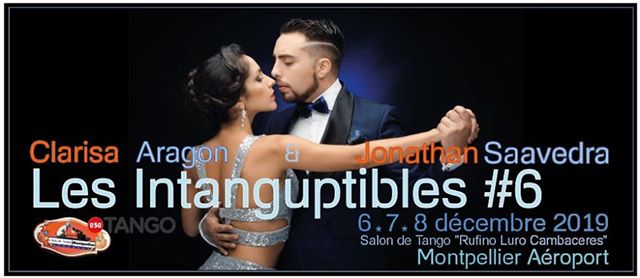 Clarisa Aragon & Jonathan Saavedra
Les Intanguptibles #6
030 TANGO
6.7.8 décembre 2019
Salon de Tango "Rufino Luro Cambaceres"
Montpellier Aéroport